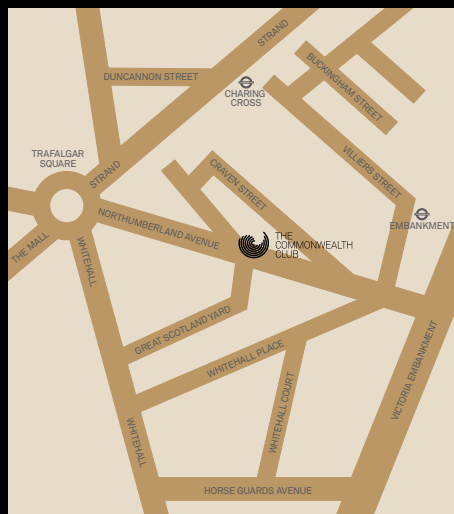 STRAND
DUNCANNON STREET
BUCKINGHAM STREET
CHARING
CROSS
TRAFALGAR
SQUARE
STRAND
VILLIERS STREET
CRAVEN STREET
NORTHUMBERLAND AVENUE
EMBANKMENT
THE MALL
WHITEHALL
THE
COMMONWEALTH
CLUB
GREAT SCOTLAND YARD
WHITEHALL PLACE
VICTORIA EMBANKMENT
WHITEHALL COURT
WHITEHALL
HORSE GUARDS AVENUE